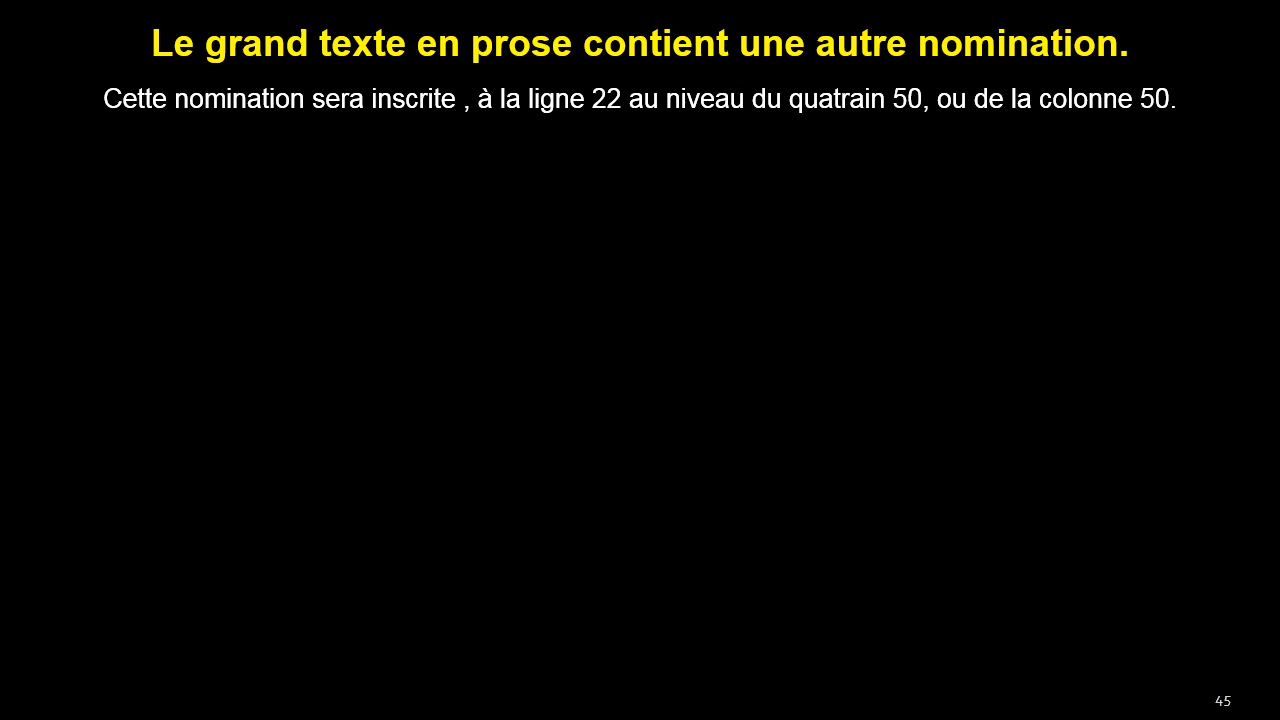 Le grand texte en prose contient une autre nomination.
Cette nomination sera inscrite , à la ligne 22 au niveau du quatrain 50, ou de la colonne 50.
45